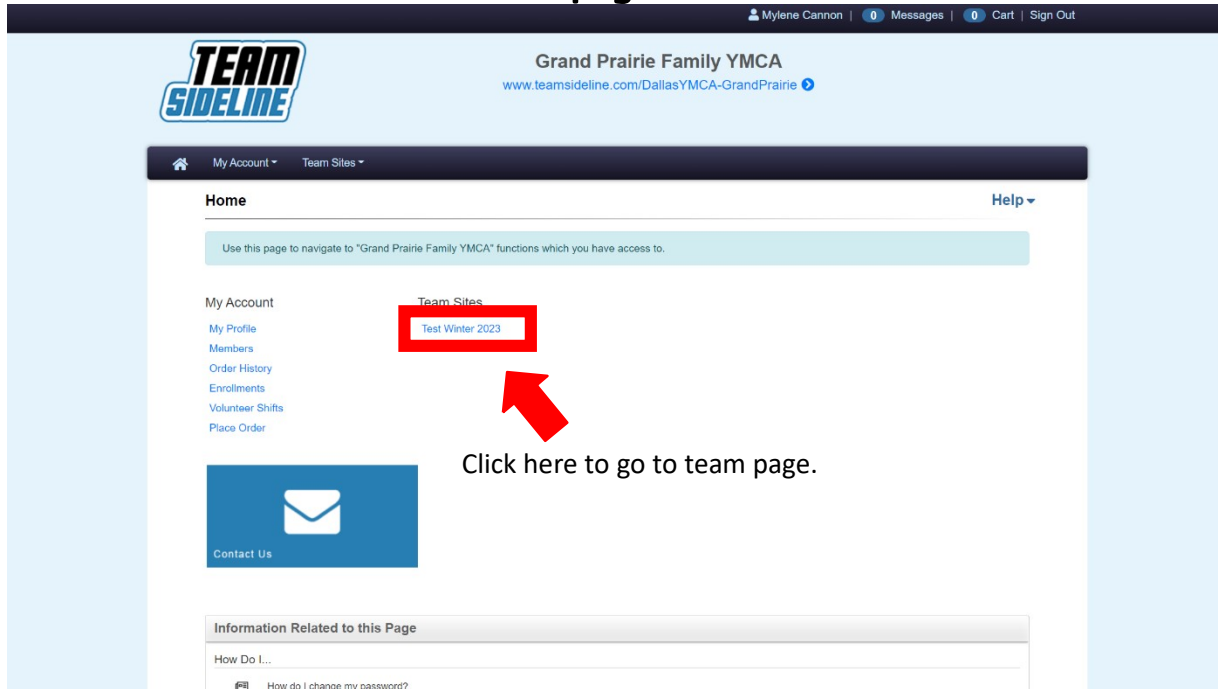 Mylene Cannon | 0 Messages | 0 Cart | Sign Out
TEAM
SIDELINE
Grand Prairie Family YMCA
www.teamsideline.com/DallasYMCA-GrandPrairie
My Account Team Sites
Home Help
Use this page to navigate to "Grand Prairie Family YMCA" functions which you have access to.
My Account Team Sites
My Profile Test Winter 2023
Members
Order History
Enrollments
Volunteer Shifts
Place Order
Click here to go to team page.
Contact Us
Information Related to this Page
How Do I...
How do I change my password?